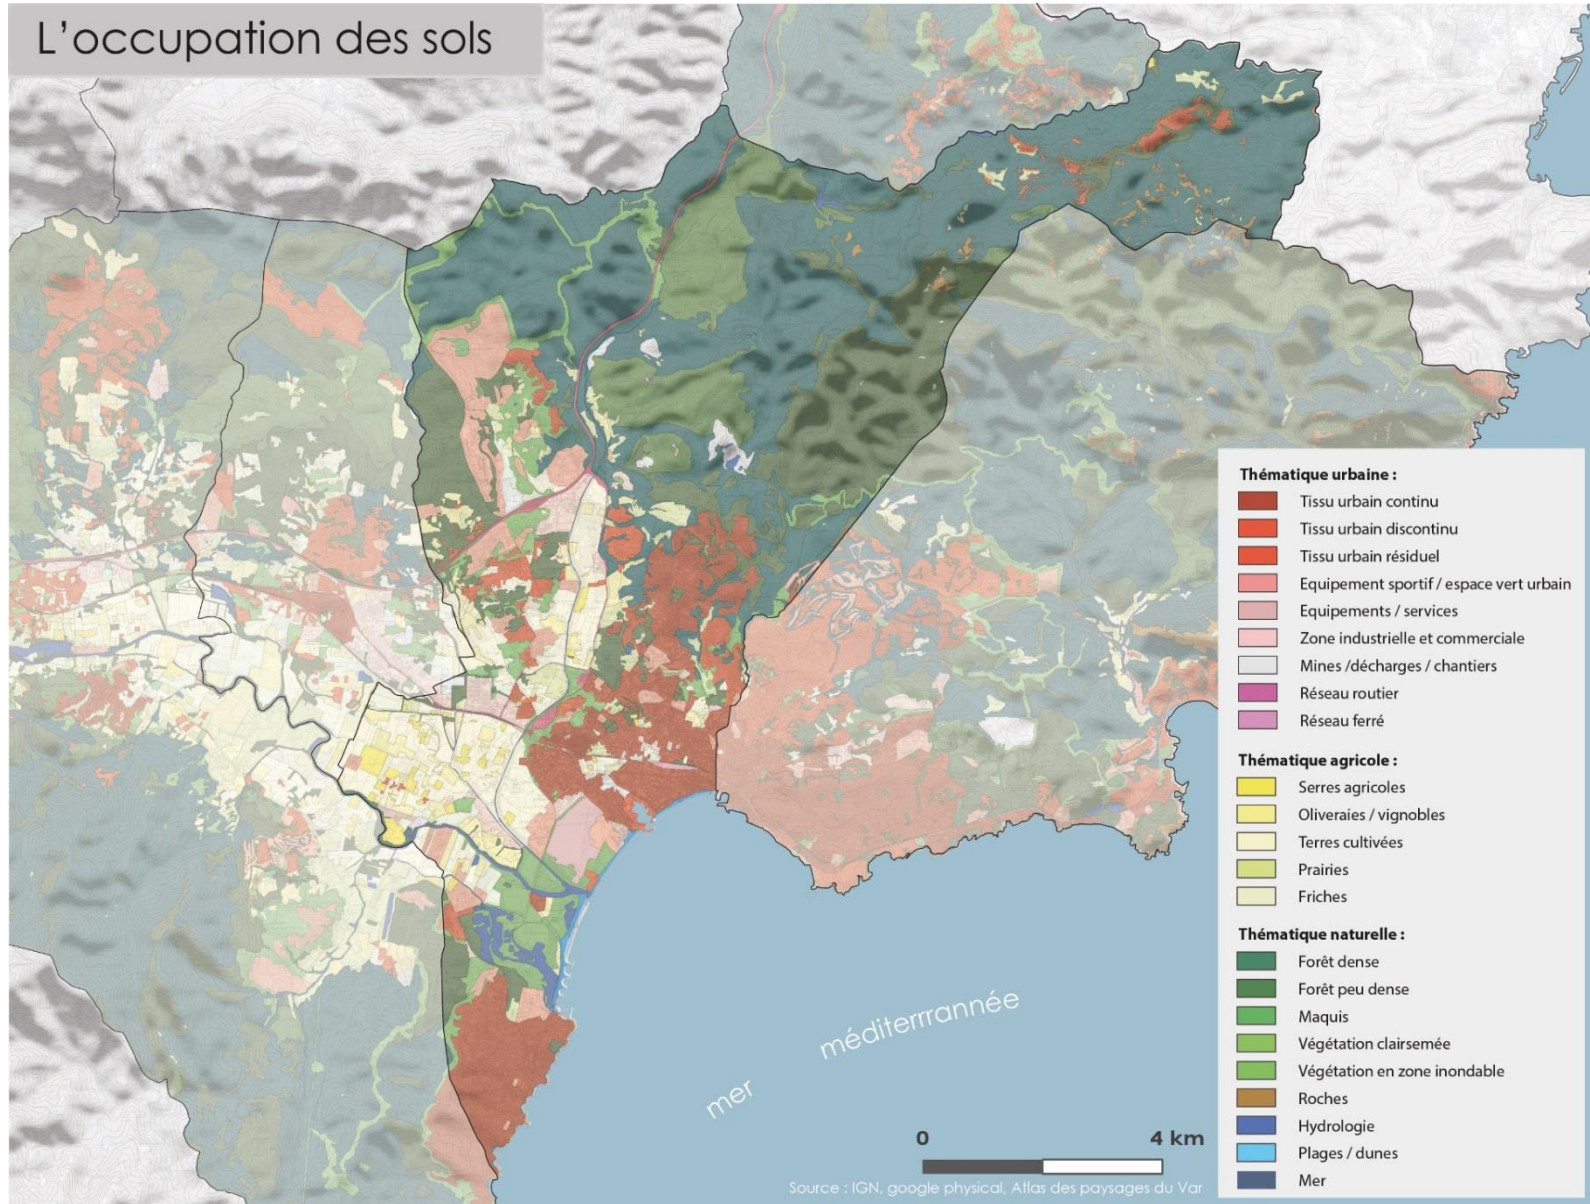 L'occupation des sols
Thématique urbaine :
Tissu urbain continu
Tissu urbain discontinu
Tissu urbain résiduel
Equipement sportif / espace vert urbain
Equipements / services
Zone industrielle et commerciale
Mines /décharges / chantiers
Réseau routier
Réseau ferré
Thématique agricole :
Serres agricoles
Oliveraies / vignobles
Terres cultivées
Prairies
Friches
Thématique naturelle :
Forêt dense
Forêt peu dense
Maquis
Végétation clairsemée
Végétation en zone inondable
Roches
Hydrologie
Plages / dunes
Mer
mer méditerrrannée
0 4 km
Source : IGN, google physical, Atlas des paysages du Var